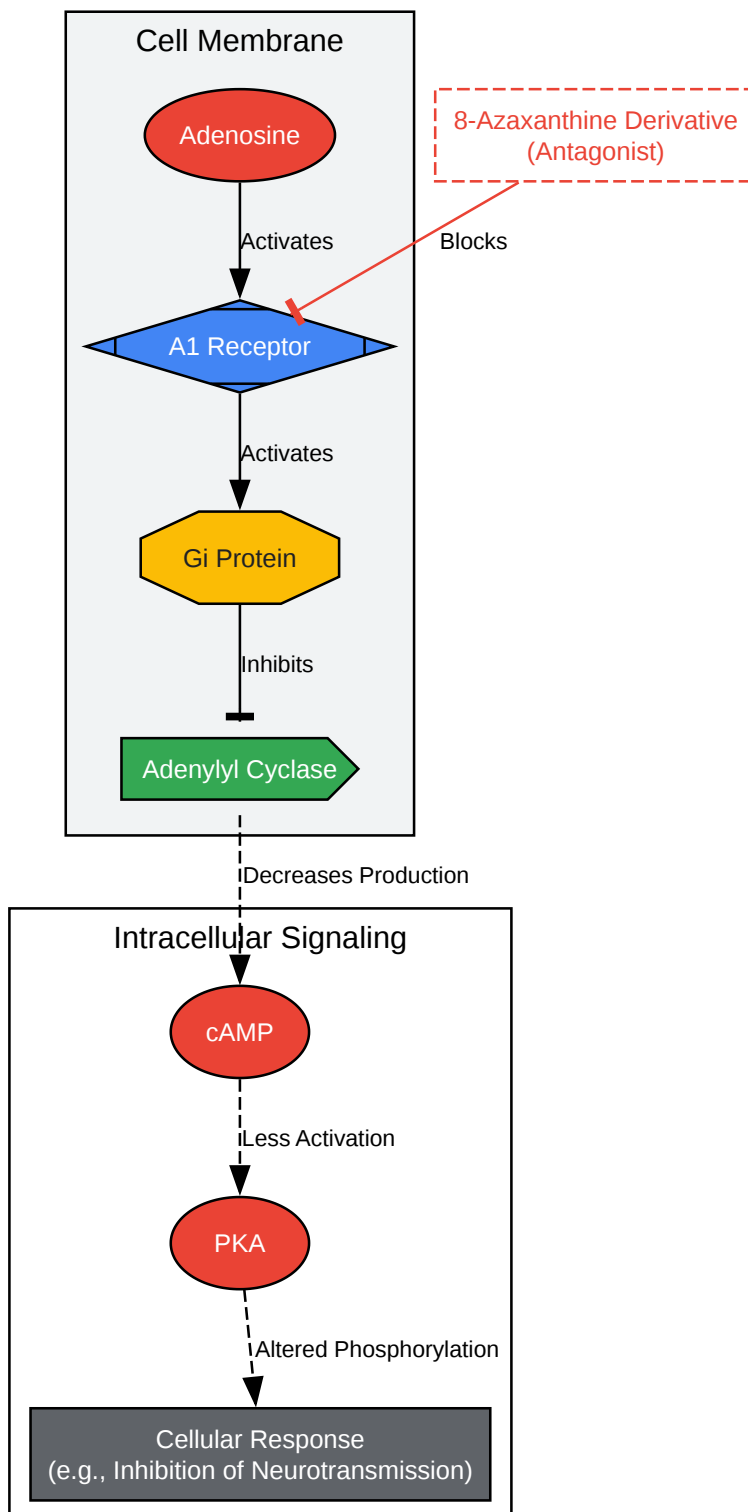 Cell Membrane
Adenosine
8-Azaxanthine Derivative
(Antagonist)
Activates
Blocks
A1 Receptor
Activates
Gi Protein
Inhibits
Adenylyl Cyclase
Decreases Production
Intracellular Signaling
cAMP
Less Activation
PKA
Altered Phosphorylation
Cellular Response
(e.g., Inhibition of Neurotransmission)